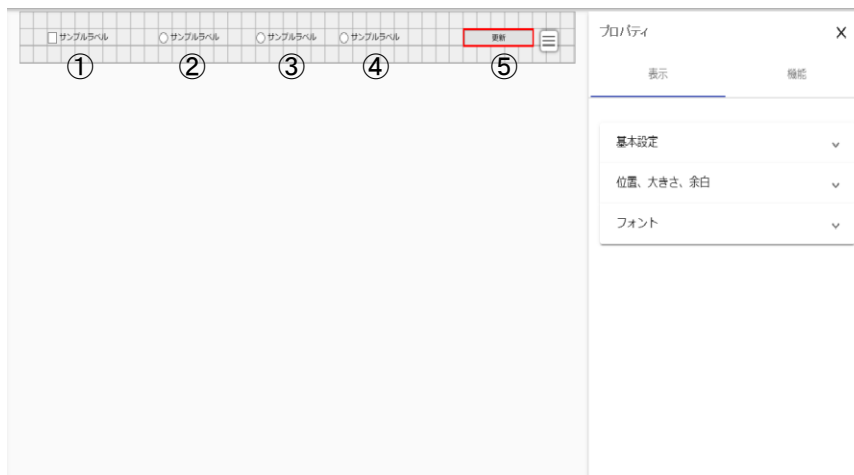 サンプルラベル サンプルラベル サンプルラベル サンプルラベル 更新
① ② ③ ④ ⑤
プロパティ X
表示 機能
基本設定
位置、大きさ、余白
フォント